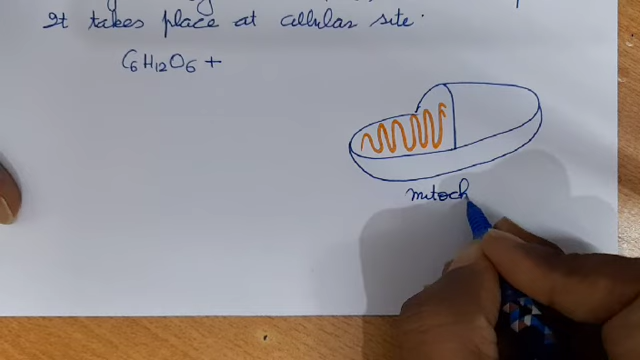 It takes place at cellular site.
C6H12O6 +
mitoch